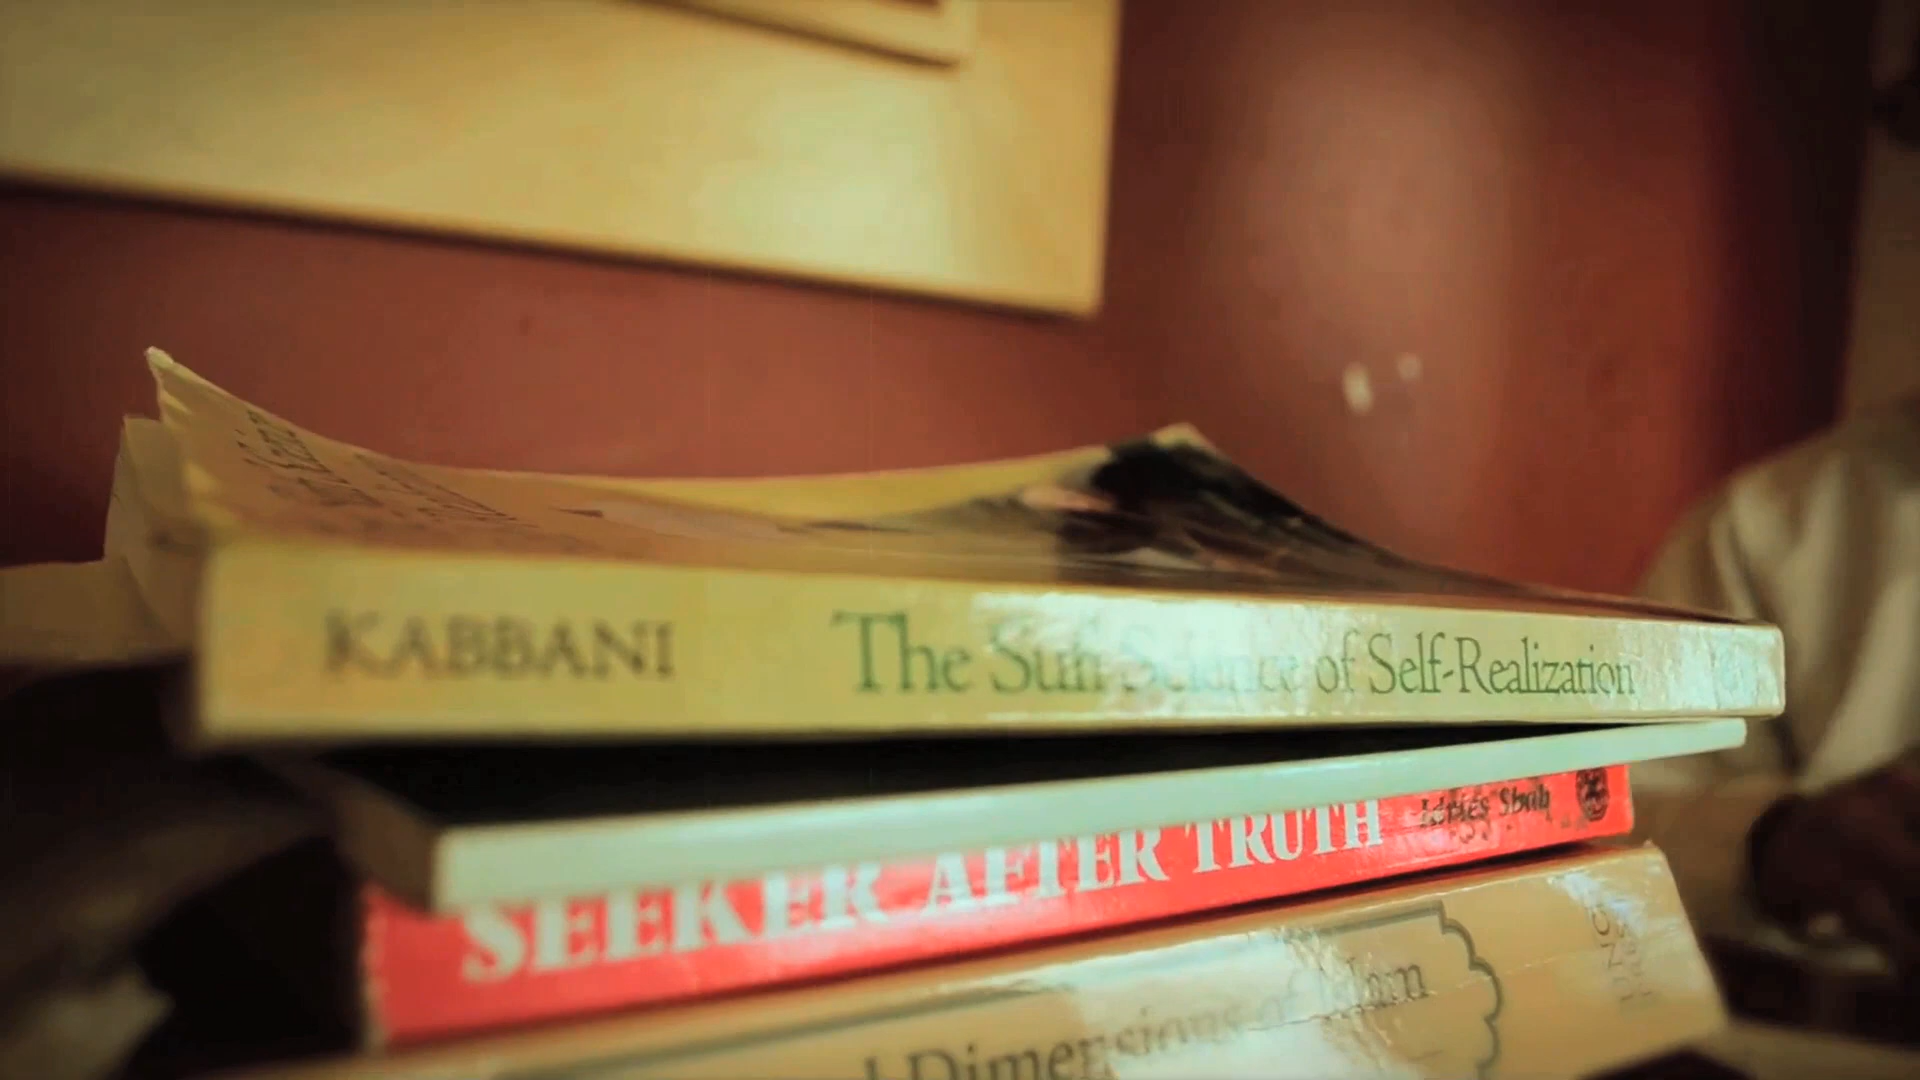 KABBANI The Sufi Science of Self-Realization
SEEKER AFTER TRUTH Idries Shah
Dimensions of Islam